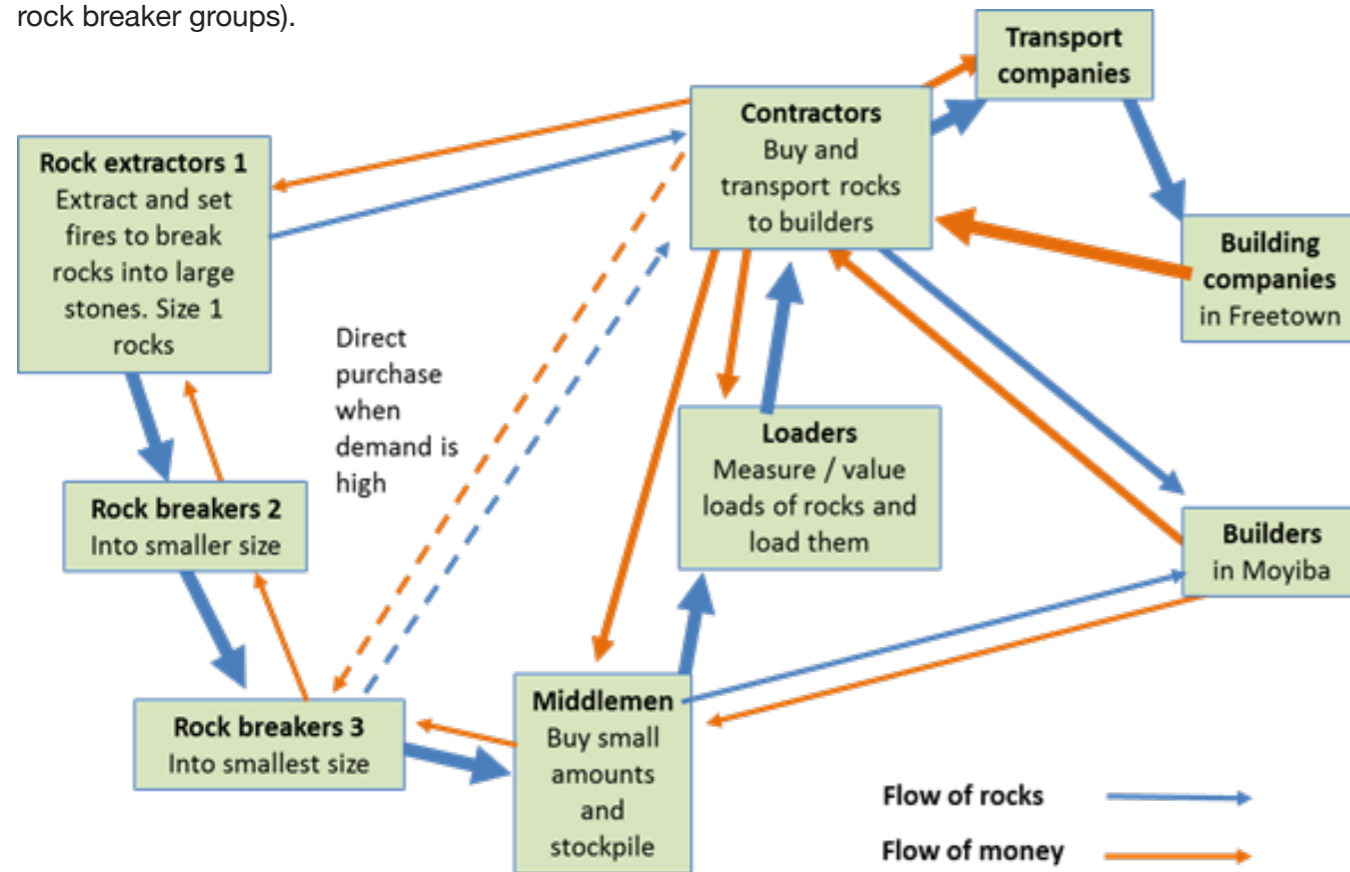 rock breaker groups).
Transport
companies
Contractors
Buy and
transport rocks
to builders
Rock extractors 1
Extract and set
fires to break
rocks into large
stones. Size 1
rocks
Building
companies
in Freetown
Direct
purchase
when
demand is
high
Loaders
Measure / value
loads of rocks and
load them
Rock breakers 2
Into smaller size
Builders
in Moyiba
Rock breakers 3
Into smallest size
Middlemen
Buy small
amounts
and
stockpile
Flow of rocks
Flow of money